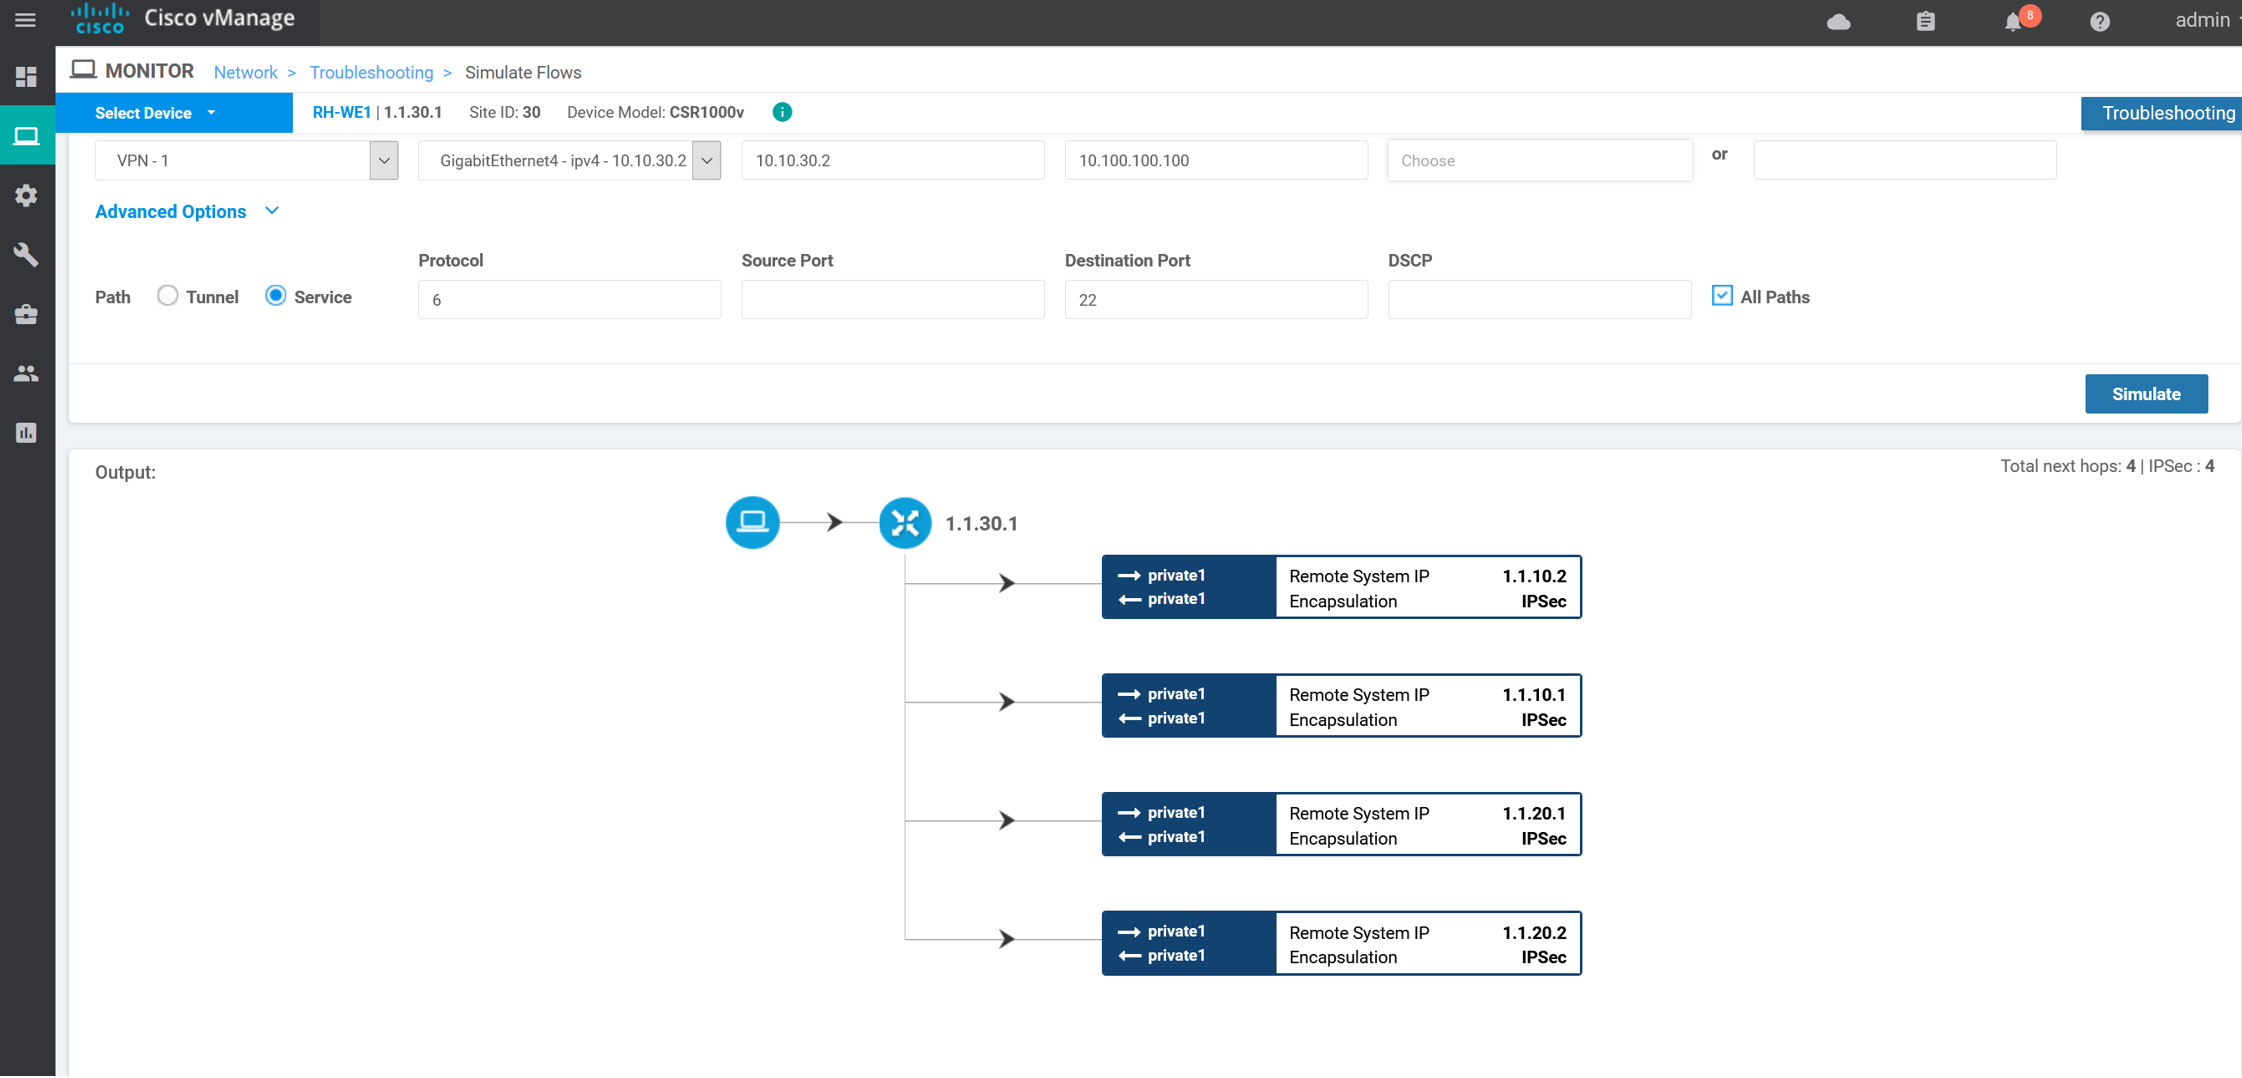 cisco Cisco vManage 8 admin
MONITOR Network > Troubleshooting > Simulate Flows
Select Device RH-WE1 | 1.1.30.1 Site ID: 30 Device Model: CSR1000v Troubleshooting
VPN - 1 GigabitEthernet4 - ipv4 - 10.10.30.2 10.10.30.2 10.100.100.100 Choose or
Advanced Options
Protocol Source Port Destination Port DSCP
Path Tunnel Service 6 22 All Paths
Simulate
Output: Total next hops: 4 | IPSec : 4
1.1.30.1
private1 Remote System IP 1.1.10.2
private1 Encapsulation IPSec
private1 Remote System IP 1.1.10.1
private1 Encapsulation IPSec
private1 Remote System IP 1.1.20.1
private1 Encapsulation IPSec
private1 Remote System IP 1.1.20.2
private1 Encapsulation IPSec